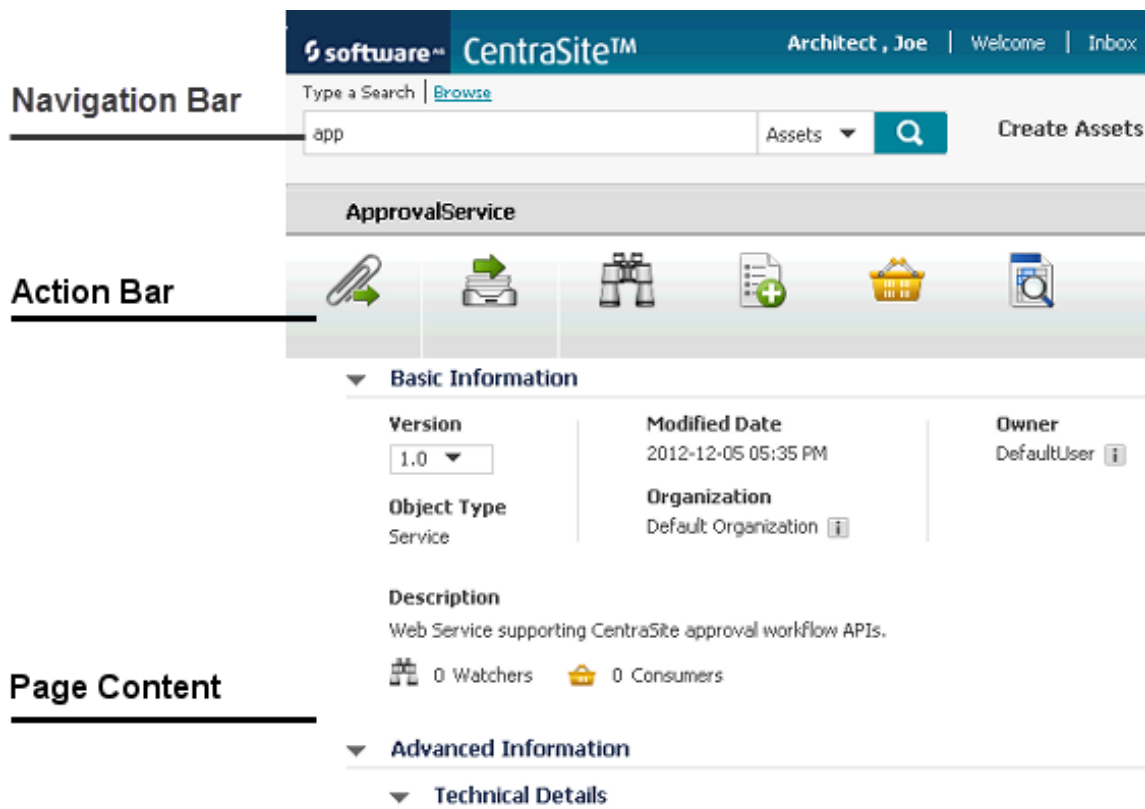 software AG CentraSite™ Architect , Joe | Welcome | Inbox
Navigation Bar
Type a Search | Browse
app Assets Create Assets
ApprovalService
Action Bar
Basic Information
Version Modified Date Owner
1.0 2012-12-05 05:35 PM DefaultUser i
Object Type Organization
Service Default Organization i
Description
Web Service supporting CentraSite approval workflow APIs.
0 Watchers 0 Consumers
Page Content
Advanced Information
Technical Details